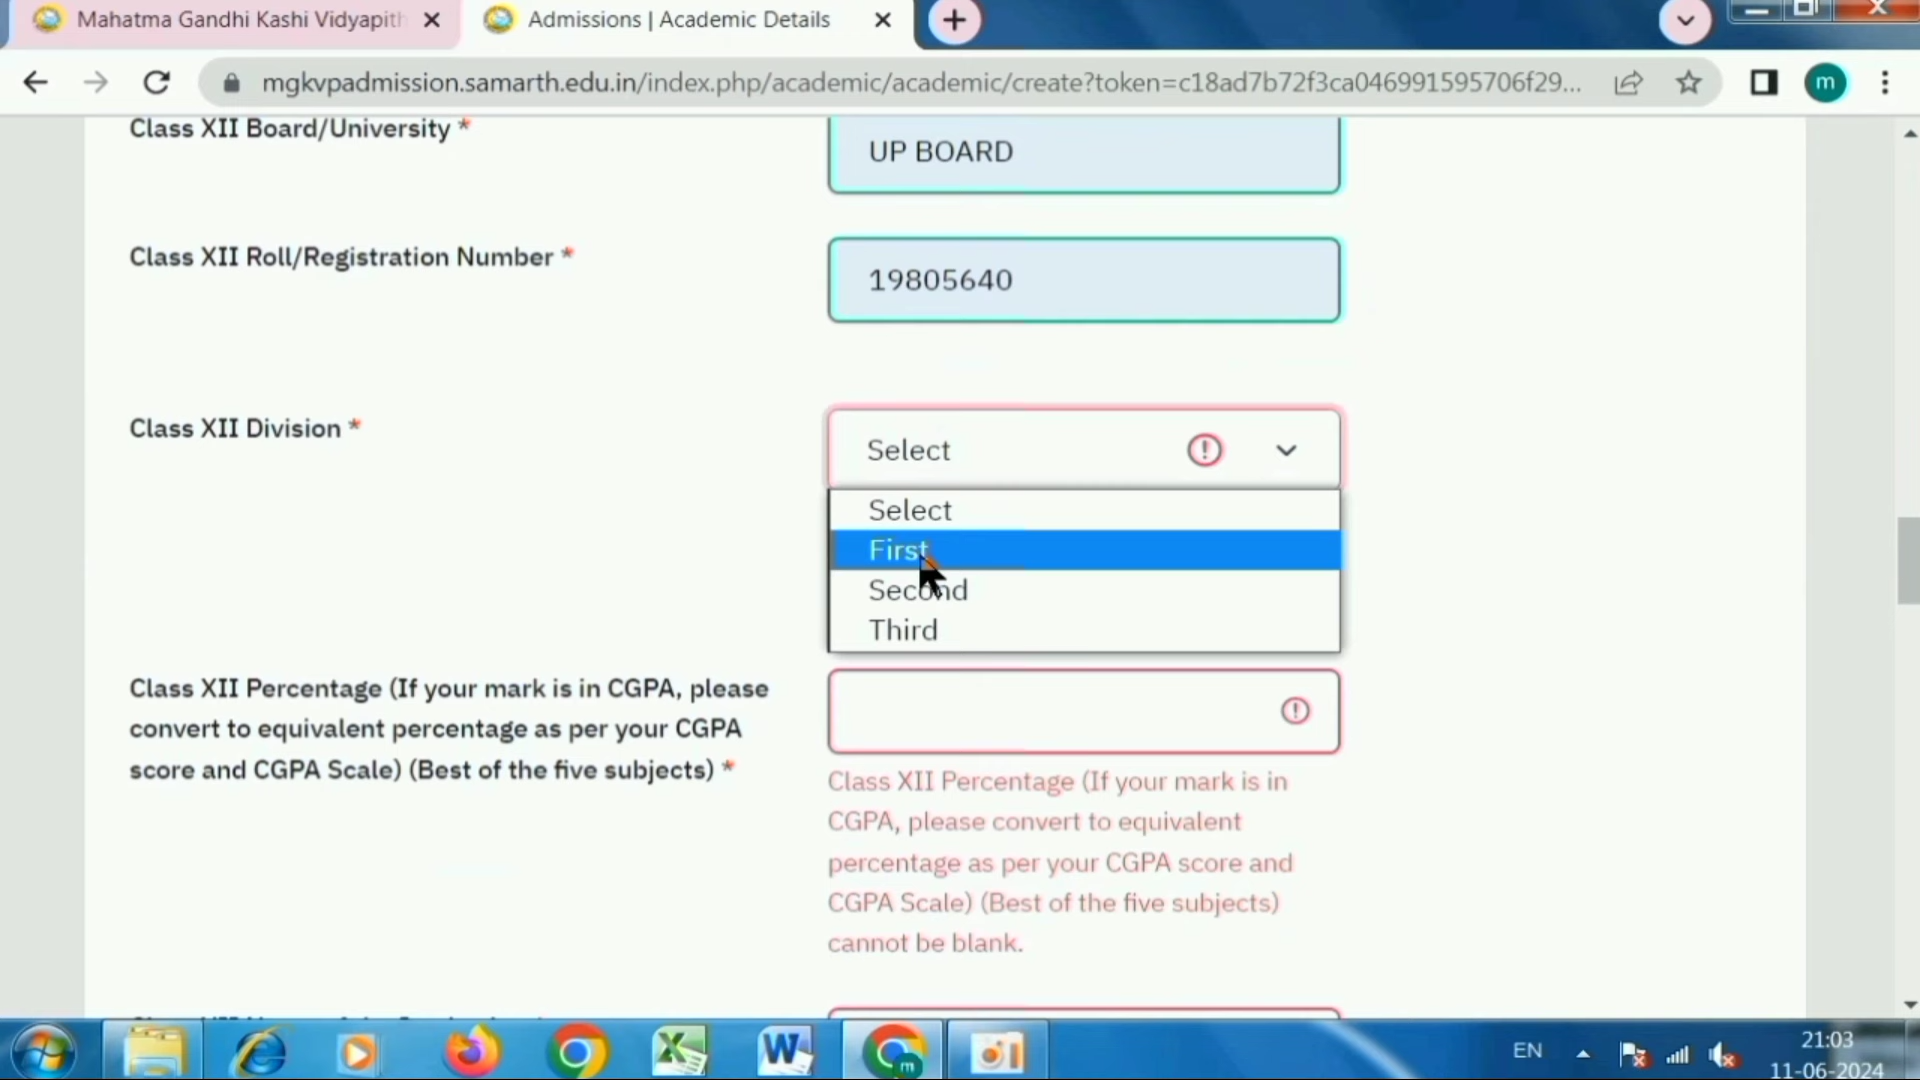 Mahatma Gandhi Kashi Vidyapith
Admissions | Academic Details
mgkvpadmission.samarth.edu.in/index.php/academic/academic/create?token=c18ad7b72f3ca046991595706f29...
m
Class XII Board/University *
UP BOARD
Class XII Roll/Registration Number *
19805640
Class XII Division *
Select
Select
First
Second
Third
Class XII Percentage (If your mark is in CGPA, please
convert to equivalent percentage as per your CGPA
score and CGPA Scale) (Best of the five subjects) *
Class XII Percentage (If your mark is in
CGPA, please convert to equivalent
percentage as per your CGPA score and
CGPA Scale) (Best of the five subjects)
cannot be blank.
m
EN
21:03
11-06-2024